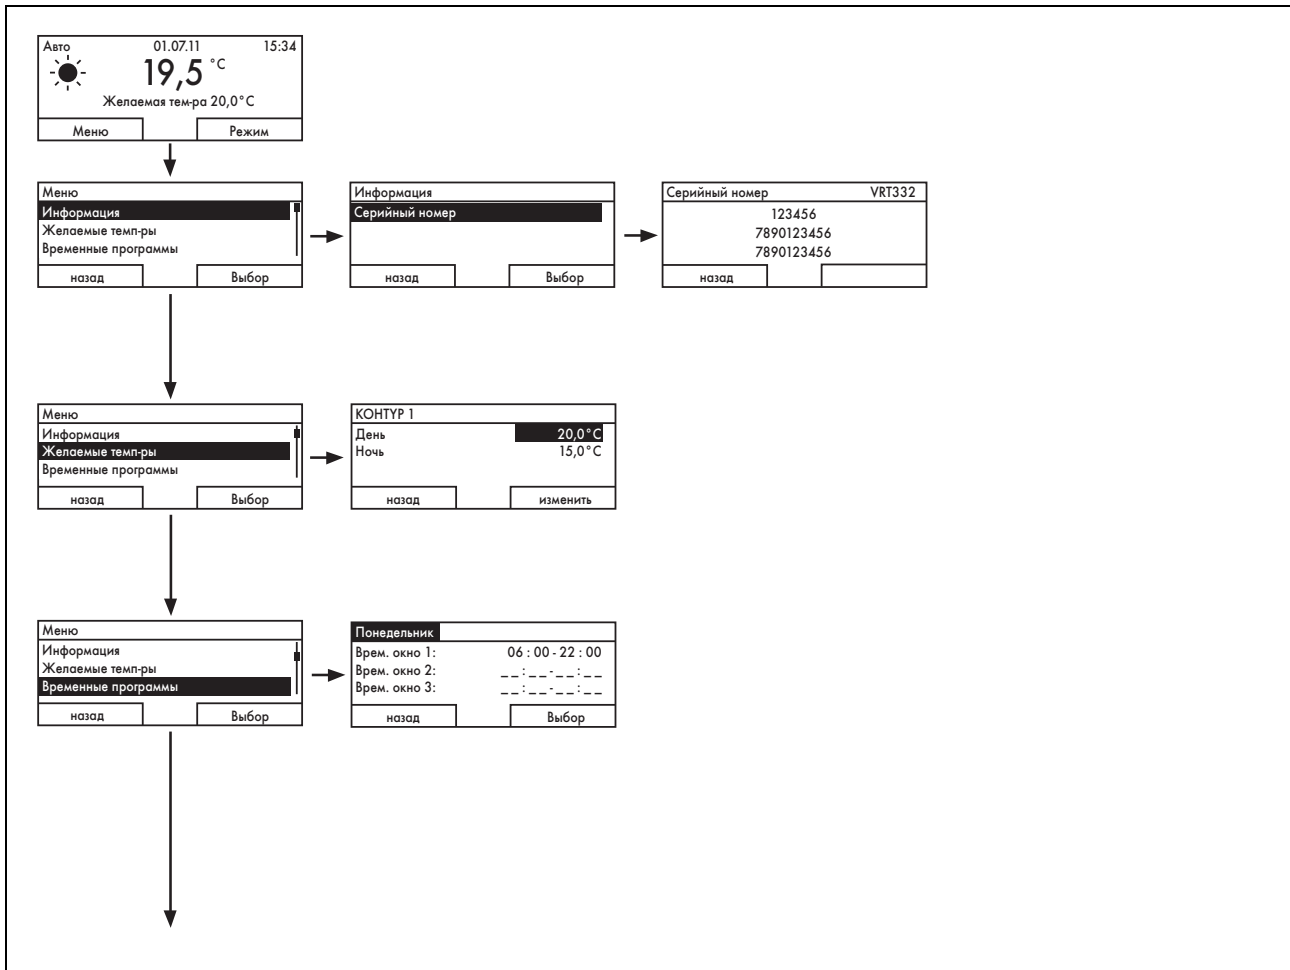 Авто 01.07.11 15:34
19,5 °C
Желаемая тем-ра 20,0°C
Меню Режим
Меню
Информация
Желаемые темп-ры
Временные программы
назад Выбор
Информация
Серийный номер
назад Выбор
Серийный номер VRT332
123456
7890123456
7890123456
назад
Меню
Информация
Желаемые темп-ры
Временные программы
назад Выбор
КОНТУР 1
День 20,0°C
Ночь 15,0°C
назад изменить
Меню
Информация
Желаемые темп-ры
Временные программы
назад Выбор
Понедельник
Врем. окно 1: 06 : 00 - 22 : 00
Врем. окно 2: _ _ : _ _ - _ _ : _ _
Врем. окно 3: _ _ : _ _ - _ _ : _ _
назад Выбор